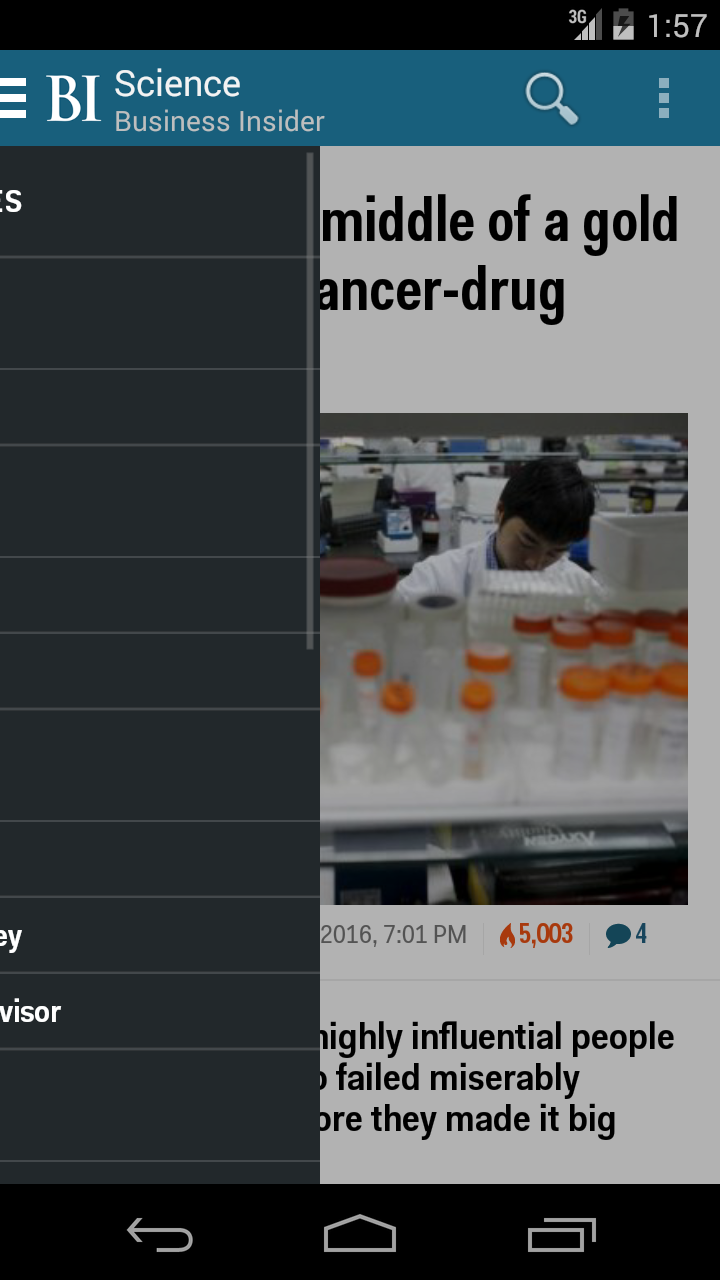 3G 1:57
BI Science
Business Insider
ES
middle of a gold
ancer-drug
2016, 7:01 PM 5,003 4
ey
visor
highly influential people
o failed miserably
ore they made it big